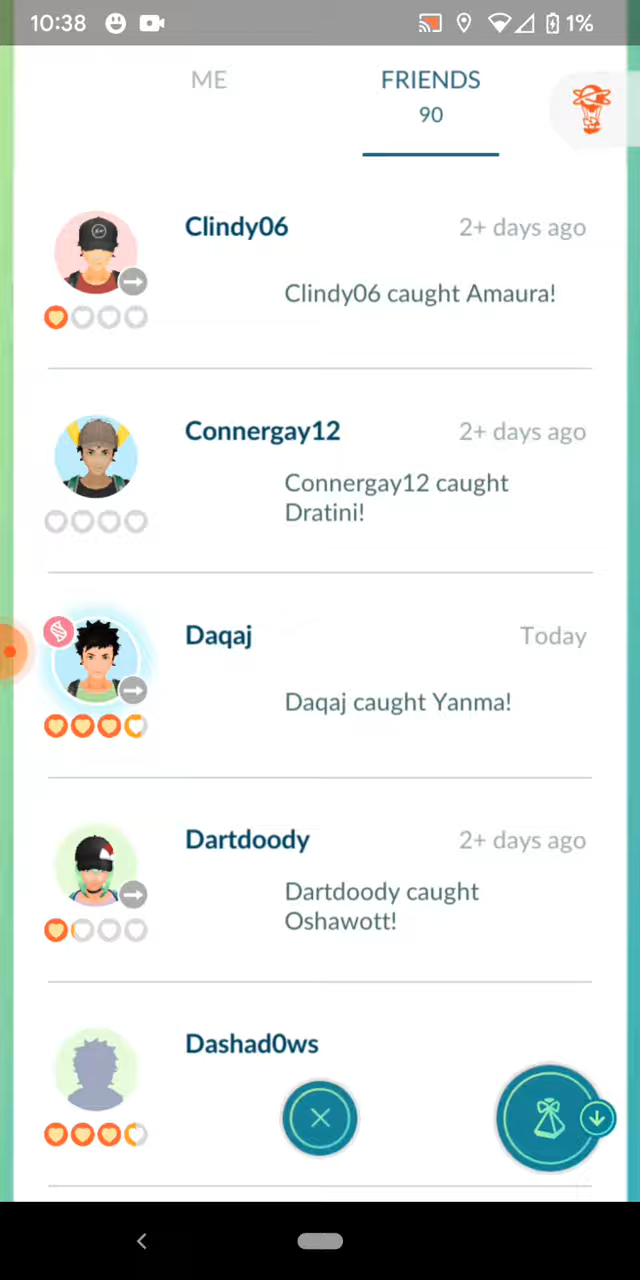 10:38
1%
ME
FRIENDS
90
Clindy06
2+ days ago
Clindy06 caught Amaura!
Connergay12
2+ days ago
Connergay12 caught
Dratini!
Daqaj
Today
Daqaj caught Yanma!
Dartdoody
2+ days ago
Dartdoody caught
Oshawott!
Dashad0ws